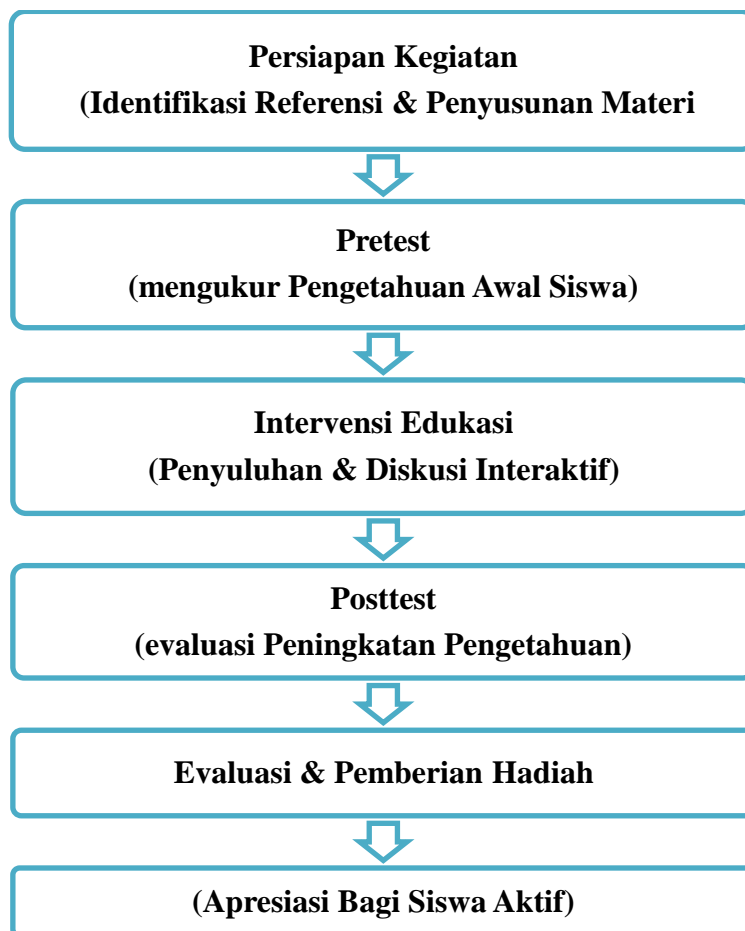 Persiapan Kegiatan
(Identifikasi Referensi & Penyusunan Materi
Pretest
(mengukur Pengetahuan Awal Siswa)
Intervensi Edukasi
(Penyuluhan & Diskusi Interaktif)
Posttest
(evaluasi Peningkatan Pengetahuan)
Evaluasi & Pemberian Hadiah
(Apresiasi Bagi Siswa Aktif)